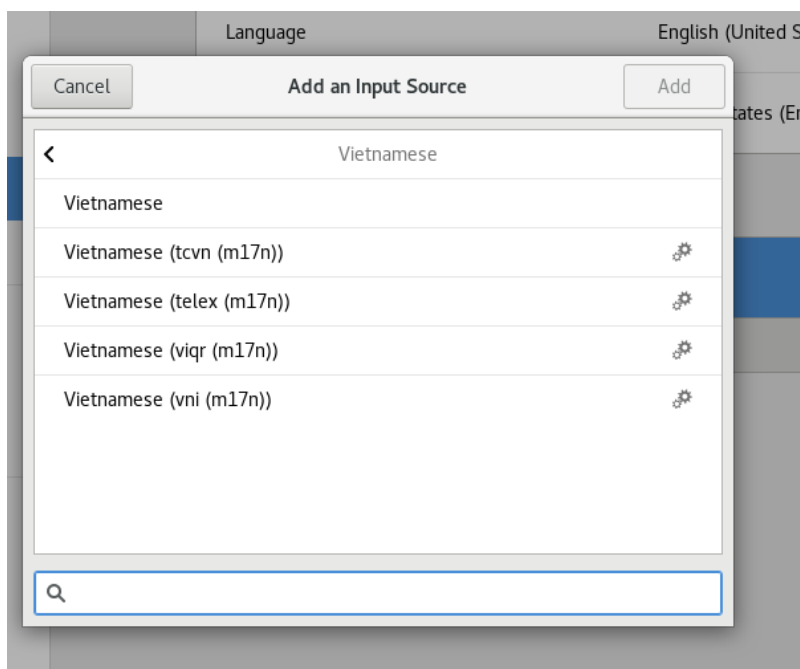 Language English (United S
Cancel Add an Input Source Add
tates (Er
Vietnamese
Vietnamese
Vietnamese (tcvn (m17n))
Vietnamese (telex (m17n))
Vietnamese (viqr (m17n))
Vietnamese (vni (m17n))